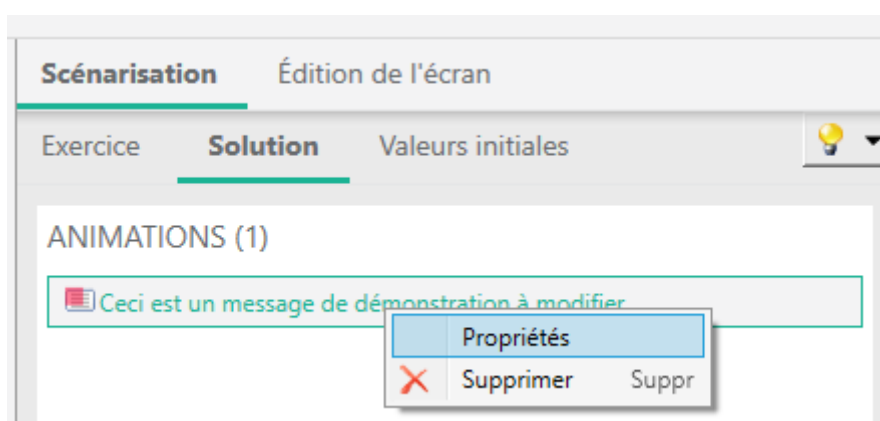 Scénarisation Édition de l'écran
Exercice Solution Valeurs initiales
ANIMATIONS (1)
Ceci est un message de démonstration à modifier
Propriétés
Supprimer Suppr